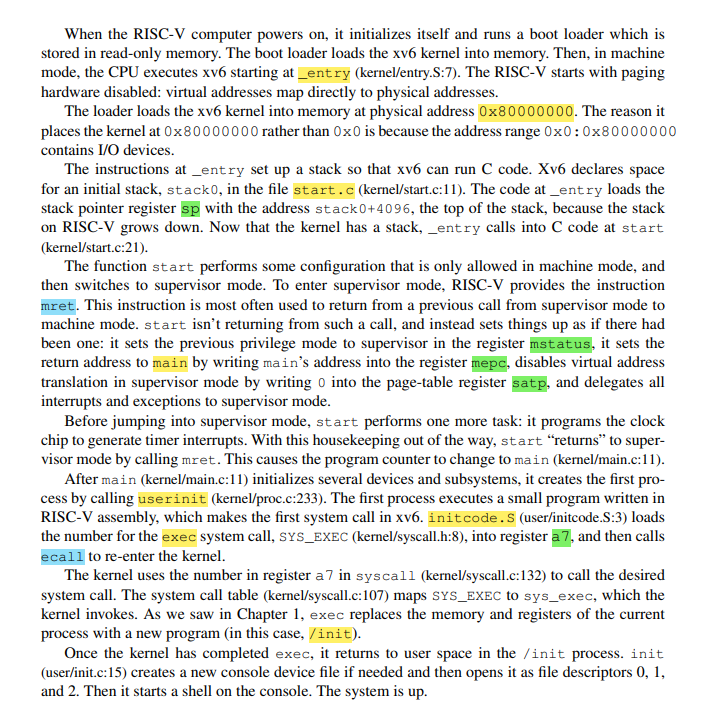 When the RISC-V computer powers on, it initializes itself and runs a boot loader which is
stored in read-only memory. The boot loader loads the xv6 kernel into memory. Then, in machine
mode, the CPU executes xv6 starting at _entry (kernel/entry.S:7). The RISC-V starts with paging
hardware disabled: virtual addresses map directly to physical addresses.
The loader loads the xv6 kernel into memory at physical address 0x80000000. The reason it
places the kernel at 0x80000000 rather than 0x0 is because the address range 0x0:0x80000000
contains I/O devices.
The instructions at _entry set up a stack so that xv6 can run C code. Xv6 declares space
for an initial stack, stack0, in the file start.c (kernel/start.c:11). The code at _entry loads the
stack pointer register sp with the address stack0+4096, the top of the stack, because the stack
on RISC-V grows down. Now that the kernel has a stack, _entry calls into C code at start
(kernel/start.c:21).
The function start performs some configuration that is only allowed in machine mode, and
then switches to supervisor mode. To enter supervisor mode, RISC-V provides the instruction
mret. This instruction is most often used to return from a previous call from supervisor mode to
machine mode. start isn't returning from such a call, and instead sets things up as if there had
been one: it sets the previous privilege mode to supervisor in the register mstatus, it sets the
return address to main by writing main's address into the register mepc, disables virtual address
translation in supervisor mode by writing 0 into the page-table register satp, and delegates all
interrupts and exceptions to supervisor mode.
Before jumping into supervisor mode, start performs one more task: it programs the clock
chip to generate timer interrupts. With this housekeeping out of the way, start “returns” to super-
visor mode by calling mret. This causes the program counter to change to main (kernel/main.c:11).
After main (kernel/main.c:11) initializes several devices and subsystems, it creates the first pro-
cess by calling userinit (kernel/proc.c:233). The first process executes a small program written in
RISC-V assembly, which makes the first system call in xv6. initcode.S (user/initcode.S:3) loads
the number for the exec system call, SYS_EXEC (kernel/syscall.h:8), into register a7, and then calls
ecall to re-enter the kernel.
The kernel uses the number in register a7 in syscall (kernel/syscall.c:132) to call the desired
system call. The system call table (kernel/syscall.c:107) maps SYS_EXEC to sys_exec, which the
kernel invokes. As we saw in Chapter 1, exec replaces the memory and registers of the current
process with a new program (in this case, /init).
Once the kernel has completed exec, it returns to user space in the /init process. init
(user/init.c:15) creates a new console device file if needed and then opens it as file descriptors 0, 1,
and 2. Then it starts a shell on the console. The system is up.